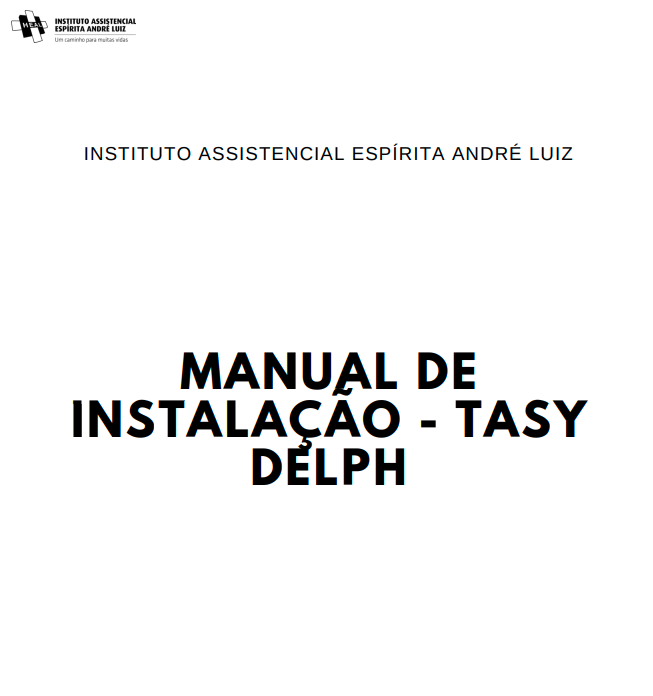 INSTITUTO ASSISTENCIAL
ESPÍRITA ANDRÉ LUIZ
Um caminho para muitas vidas
INSTITUTO ASSISTENCIAL ESPÍRITA ANDRÉ LUIZ
MANUAL DE
INSTALAÇÃO - TASY
DELPH